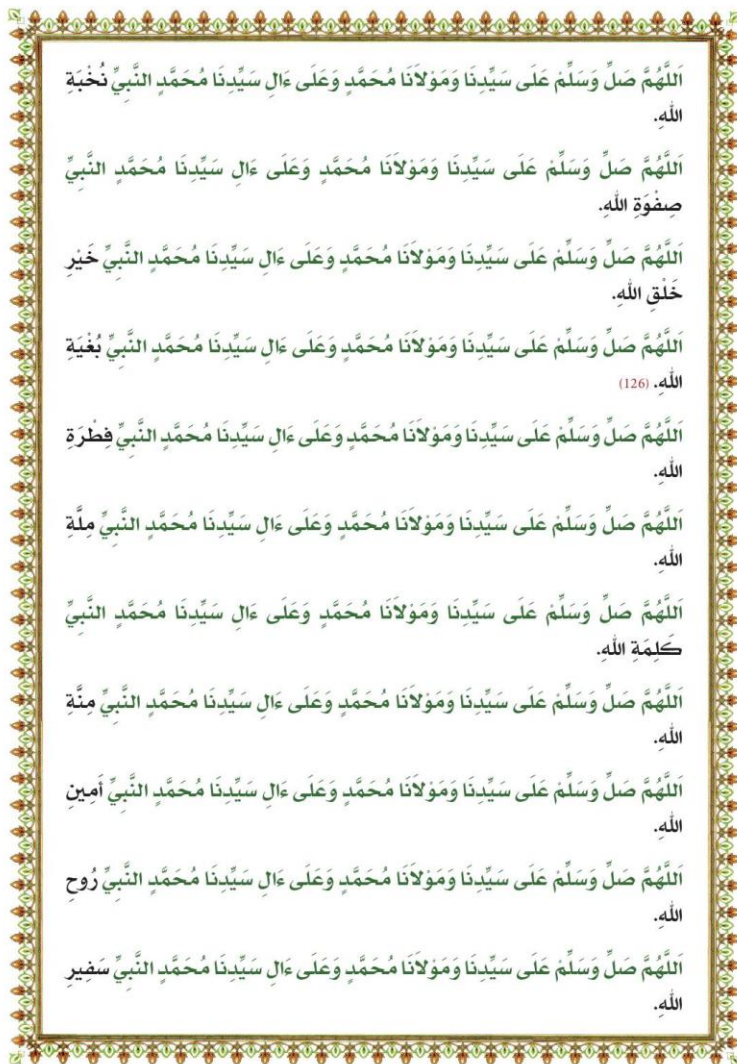 اَللَّهُمَّ صَلِّ وَسَلِّمْ عَلَى سَيِّدِنَا وَمَوْلَانَا مُحَمَّدٍ وَعَلَى ءَالِ سَيِّدِنَا مُحَمَّدٍ النَّبِيِّ نُخْبَةِ
اللهِ.
اَللَّهُمَّ صَلِّ وَسَلِّمْ عَلَى سَيِّدِنَا وَمَوْلَانَا مُحَمَّدٍ وَعَلَى ءَالِ سَيِّدِنَا مُحَمَّدٍ النَّبِيِّ
صِفْوَةِ اللهِ.
اَللَّهُمَّ صَلِّ وَسَلِّمْ عَلَى سَيِّدِنَا وَمَوْلَانَا مُحَمَّدٍ وَعَلَى ءَالِ سَيِّدِنَا مُحَمَّدٍ النَّبِيِّ خَيْرِ
خَلْقِ اللهِ.
اَللَّهُمَّ صَلِّ وَسَلِّمْ عَلَى سَيِّدِنَا وَمَوْلَانَا مُحَمَّدٍ وَعَلَى ءَالِ سَيِّدِنَا مُحَمَّدٍ النَّبِيِّ بُغْيَةِ
اللهِ. (126)
اَللَّهُمَّ صَلِّ وَسَلِّمْ عَلَى سَيِّدِنَا وَمَوْلَانَا مُحَمَّدٍ وَعَلَى ءَالِ سَيِّدِنَا مُحَمَّدٍ النَّبِيِّ فِطْرَةِ
اللهِ.
اَللَّهُمَّ صَلِّ وَسَلِّمْ عَلَى سَيِّدِنَا وَمَوْلَانَا مُحَمَّدٍ وَعَلَى ءَالِ سَيِّدِنَا مُحَمَّدٍ النَّبِيِّ مِلَّةِ
اللهِ.
اَللَّهُمَّ صَلِّ وَسَلِّمْ عَلَى سَيِّدِنَا وَمَوْلَانَا مُحَمَّدٍ وَعَلَى ءَالِ سَيِّدِنَا مُحَمَّدٍ النَّبِيِّ
كَلِمَةِ اللهِ.
اَللَّهُمَّ صَلِّ وَسَلِّمْ عَلَى سَيِّدِنَا وَمَوْلَانَا مُحَمَّدٍ وَعَلَى ءَالِ سَيِّدِنَا مُحَمَّدٍ النَّبِيِّ مِنَّةِ
اللهِ.
اَللَّهُمَّ صَلِّ وَسَلِّمْ عَلَى سَيِّدِنَا وَمَوْلَانَا مُحَمَّدٍ وَعَلَى ءَالِ سَيِّدِنَا مُحَمَّدٍ النَّبِيِّ أَمِينِ
اللهِ.
اَللَّهُمَّ صَلِّ وَسَلِّمْ عَلَى سَيِّدِنَا وَمَوْلَانَا مُحَمَّدٍ وَعَلَى ءَالِ سَيِّدِنَا مُحَمَّدٍ النَّبِيِّ رُوحِ
اللهِ.
اَللَّهُمَّ صَلِّ وَسَلِّمْ عَلَى سَيِّدِنَا وَمَوْلَانَا مُحَمَّدٍ وَعَلَى ءَالِ سَيِّدِنَا مُحَمَّدٍ النَّبِيِّ سَفِيرِ
اللهِ.